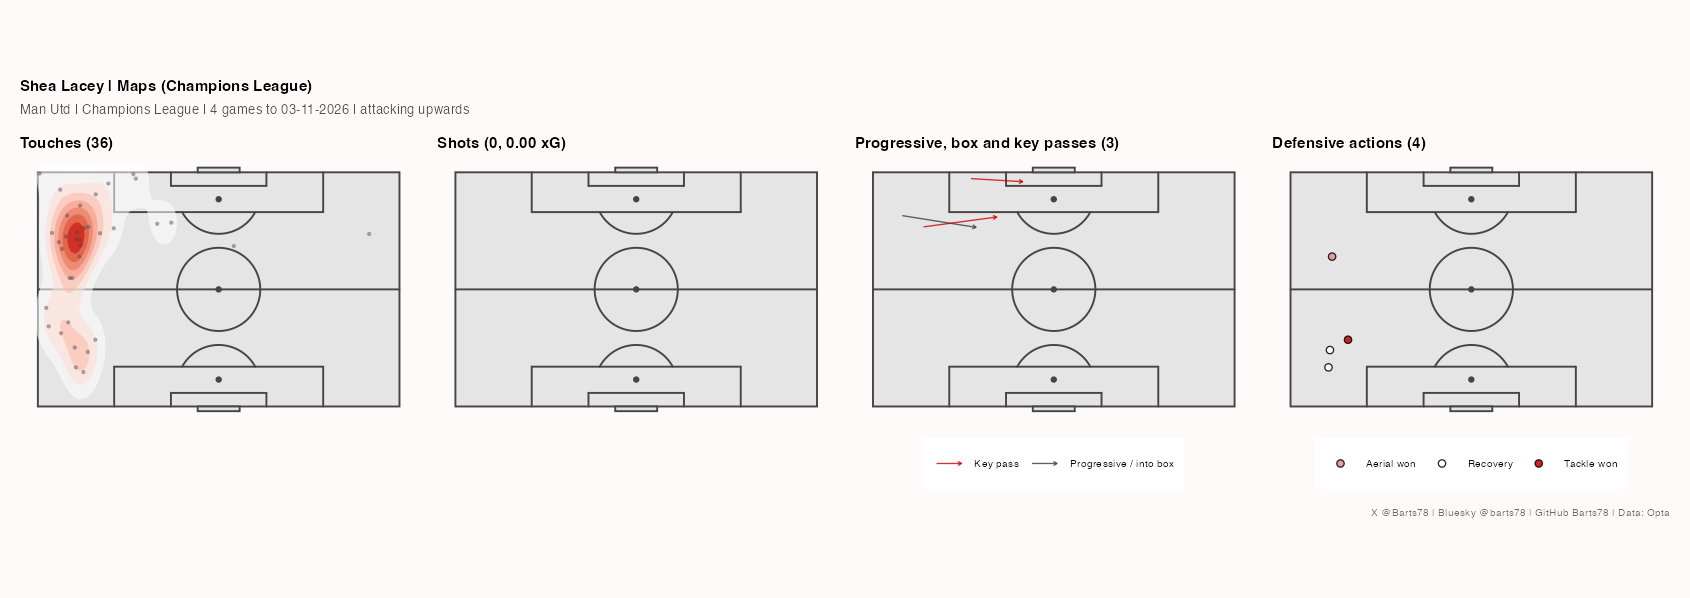 Shea Lacey | Maps (Champions League)
Man Utd | Champions League | 4 games to 03-11-2026 | attacking upwards
Touches (36)
Shots (0, 0.00 xG)
Progressive, box and key passes (3)
Defensive actions (4)
Key pass
Progressive / into box
Aerial won
Recovery
Tackle won
X @Barts78 | Bluesky @barts78 | GitHub Barts78 | Data: Opta